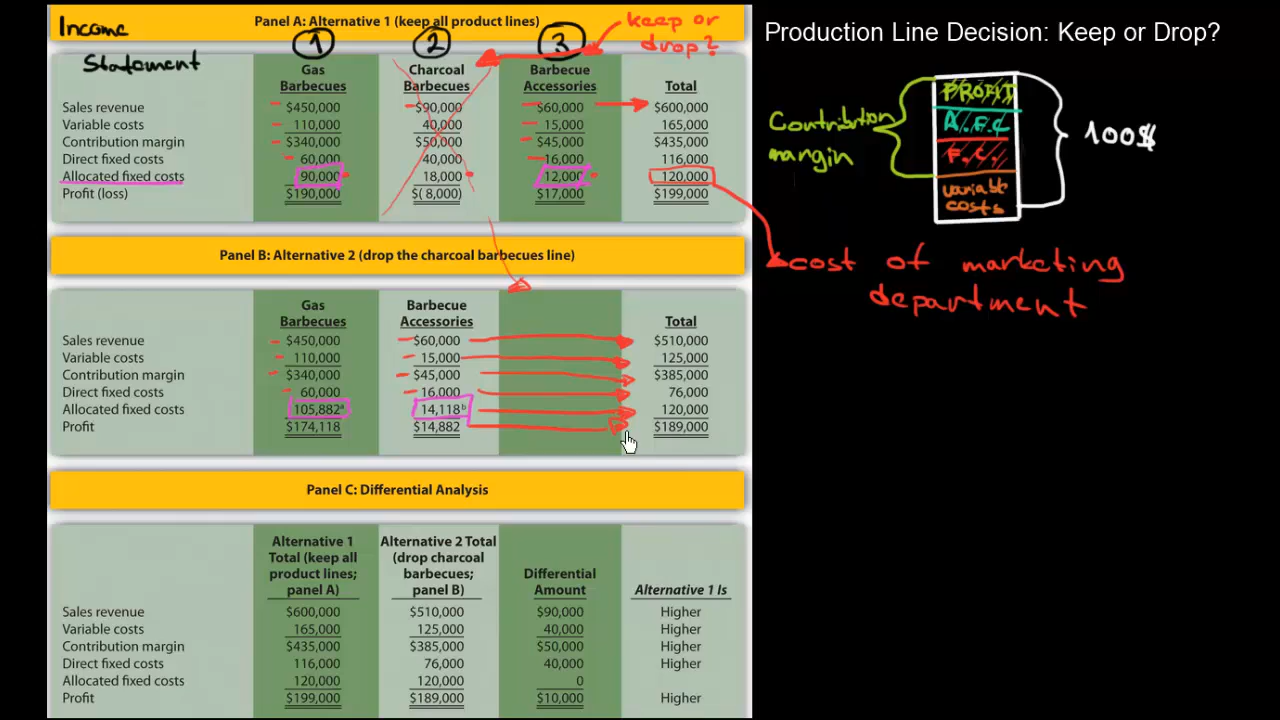 Production Line Decision: Keep or Drop?
Income
Statement
Panel A: Alternative 1 (keep all product lines)
keep or
drop?
1 2 3
Gas Charcoal Barbecue
Barbecues Barbecues Accessories Total
Sales revenue $450,000 $90,000 $60,000 $600,000
Variable costs 110,000 40,000 15,000 165,000
Contribution margin $340,000 $50,000 $45,000 $435,000
Direct fixed costs 60,000 40,000 16,000 116,000
Allocated fixed costs 90,000 18,000 12,000 120,000
Profit (loss) $190,000 $( 8,000) $17,000 $199,000
Contribution
margin
PROFIT
A.F.C
F.C.
variable
costs
100$
cost of marketing
department
Panel B: Alternative 2 (drop the charcoal barbecues line)
Gas Barbecue
Barbecues Accessories Total
Sales revenue $450,000 $60,000 $510,000
Variable costs 110,000 15,000 125,000
Contribution margin $340,000 $45,000 $385,000
Direct fixed costs 60,000 16,000 76,000
Allocated fixed costs 105,882ᵃ 14,118ᵇ 120,000
Profit $174,118 $14,882 $189,000
Panel C: Differential Analysis
Alternative 1 Alternative 2 Total
Total (keep all (drop charcoal
product lines; barbecues; Differential
panel A) panel B) Amount Alternative 1 Is
Sales revenue $600,000 $510,000 $90,000 Higher
Variable costs 165,000 125,000 40,000 Higher
Contribution margin $435,000 $385,000 $50,000 Higher
Direct fixed costs 116,000 76,000 40,000 Higher
Allocated fixed costs 120,000 120,000 0
Profit $199,000 $189,000 $10,000 Higher